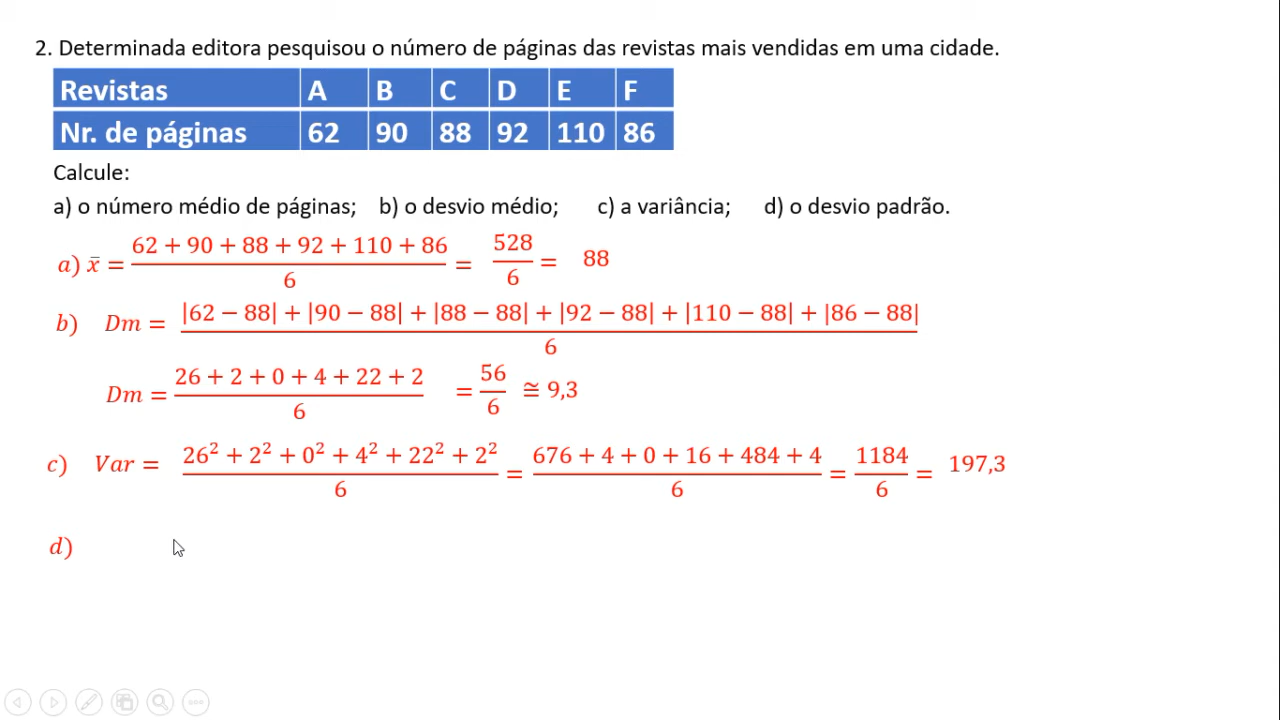 2. Determinada editora pesquisou o número de páginas das revistas mais vendidas em uma cidade.
Revistas A B C D E F
Nr. de páginas 62 90 88 92 110 86
Calcule:
a) o número médio de páginas; b) o desvio médio; c) a variância; d) o desvio padrão.
a) x̄ = (62 + 90 + 88 + 92 + 110 + 86)/6 = 528/6 = 88
b) Dm = (|62 − 88| + |90 − 88| + |88 − 88| + |92 − 88| + |110 − 88| + |86 − 88|)/6
Dm = (26 + 2 + 0 + 4 + 22 + 2)/6 = 56/6 ≅ 9,3
c) Var = (26² + 2² + 0² + 4² + 22² + 2²)/6 = (676 + 4 + 0 + 16 + 484 + 4)/6 = 1184/6 = 197,3
d)